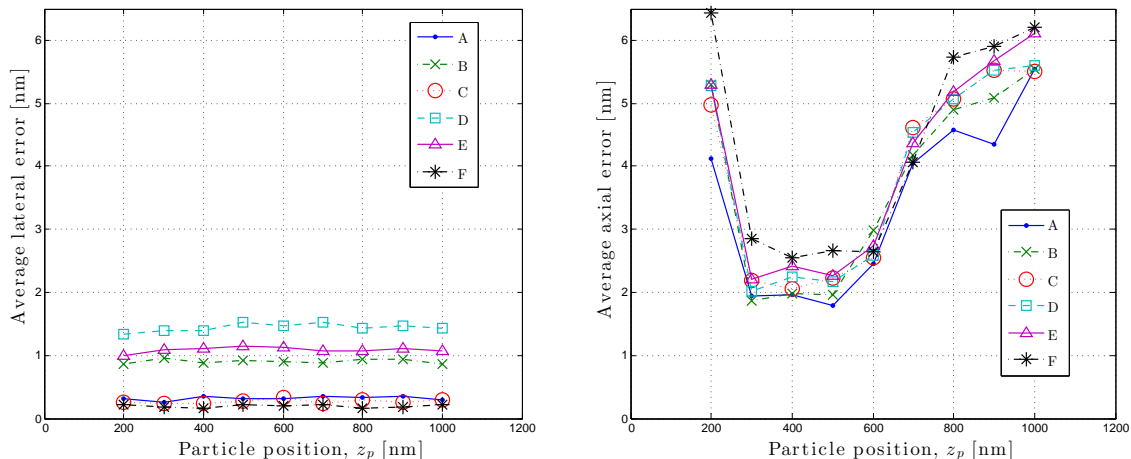 6
5
4
3
2
1
0
0
200
400
600
800
1000
1200
Average lateral error [nm]
Particle position, z_p [nm]
A
B
C
D
E
F
6
5
4
3
2
1
0
0
200
400
600
800
1000
1200
Average axial error [nm]
Particle position, z_p [nm]
A
B
C
D
E
F